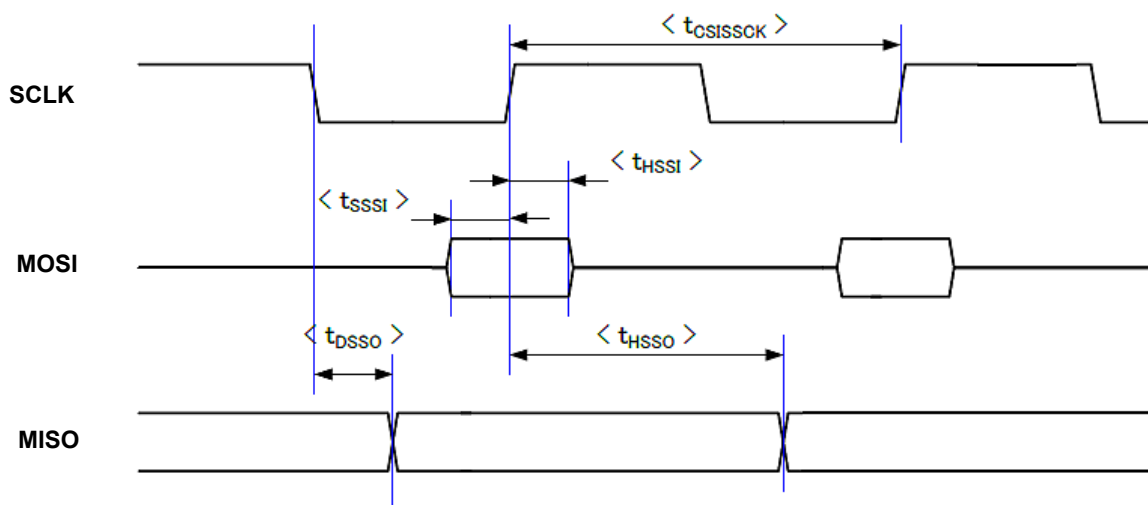 < tCSISSCK >
SCLK
< tHSSI >
< tSSSI >
MOSI
< tDSSO >
< tHSSO >
MISO